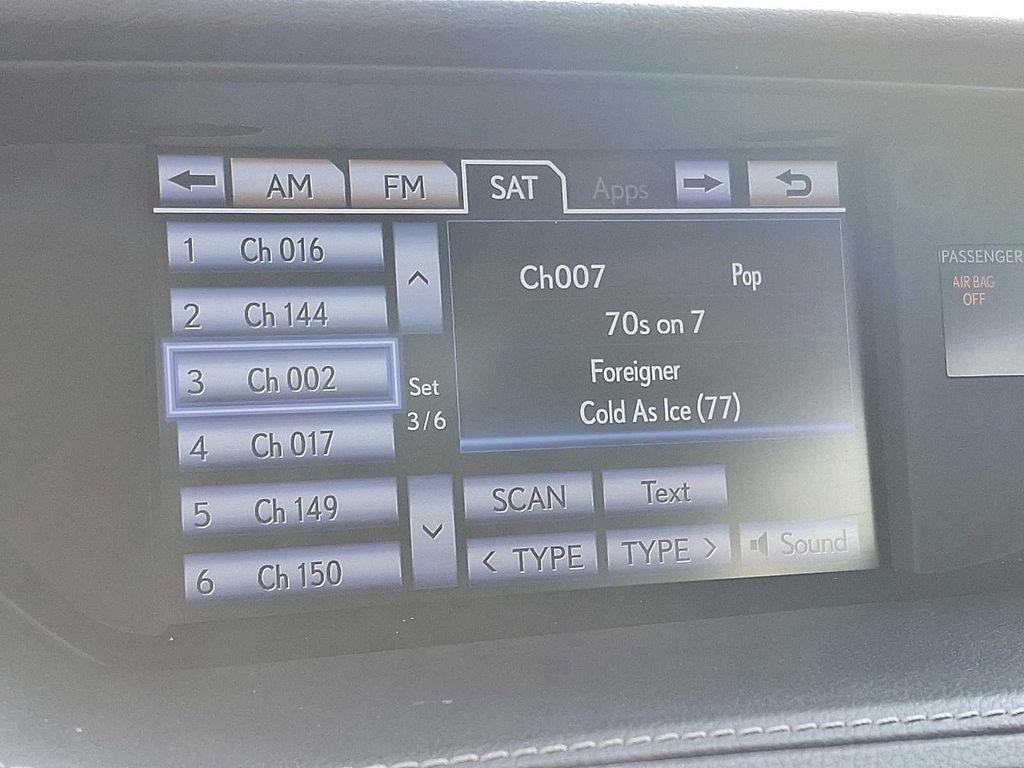 AM FM SAT Apps
1 Ch 016
2 Ch 144
3 Ch 002
4 Ch 017
5 Ch 149
6 Ch 150
Set
3/6
Ch007 Pop
70s on 7
Foreigner
Cold As Ice (77)
SCAN Text
< TYPE TYPE > Sound
PASSENGER
AIR BAG
OFF